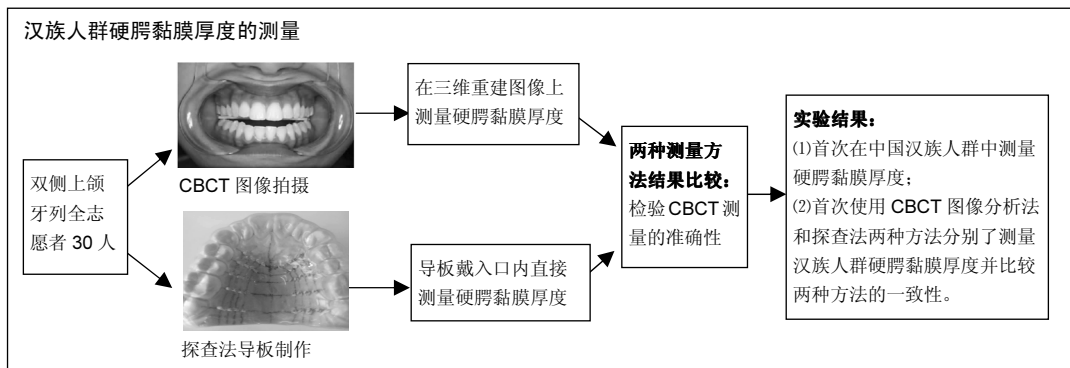 汉族人群硬腭黏膜厚度的测量
双侧上颌
牙列全志
愿者 30 人
CBCT 图像拍摄
探查法导板制作
在三维重建图像上
测量硬腭黏膜厚度
导板戴入口内直接
测量硬腭黏膜厚度
两种测量方
法结果比较：
检验 CBCT 测
量的准确性
实验结果：
⑴首次在中国汉族人群中测量
硬腭黏膜厚度；
⑵首次使用 CBCT 图像分析法
和探查法两种方法分别了测量
汉族人群硬腭黏膜厚度并比较
两种方法的一致性。